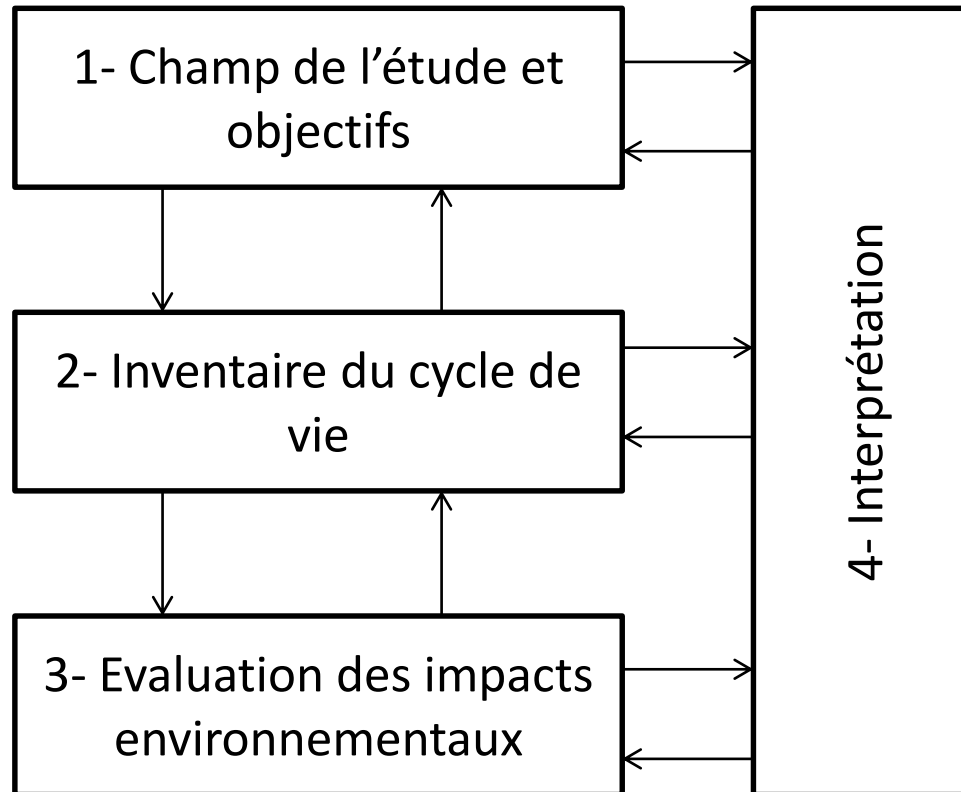 1- Champ de l’étude et
objectifs
2- Inventaire du cycle de
vie
3- Evaluation des impacts
environnementaux
4- Interprétation